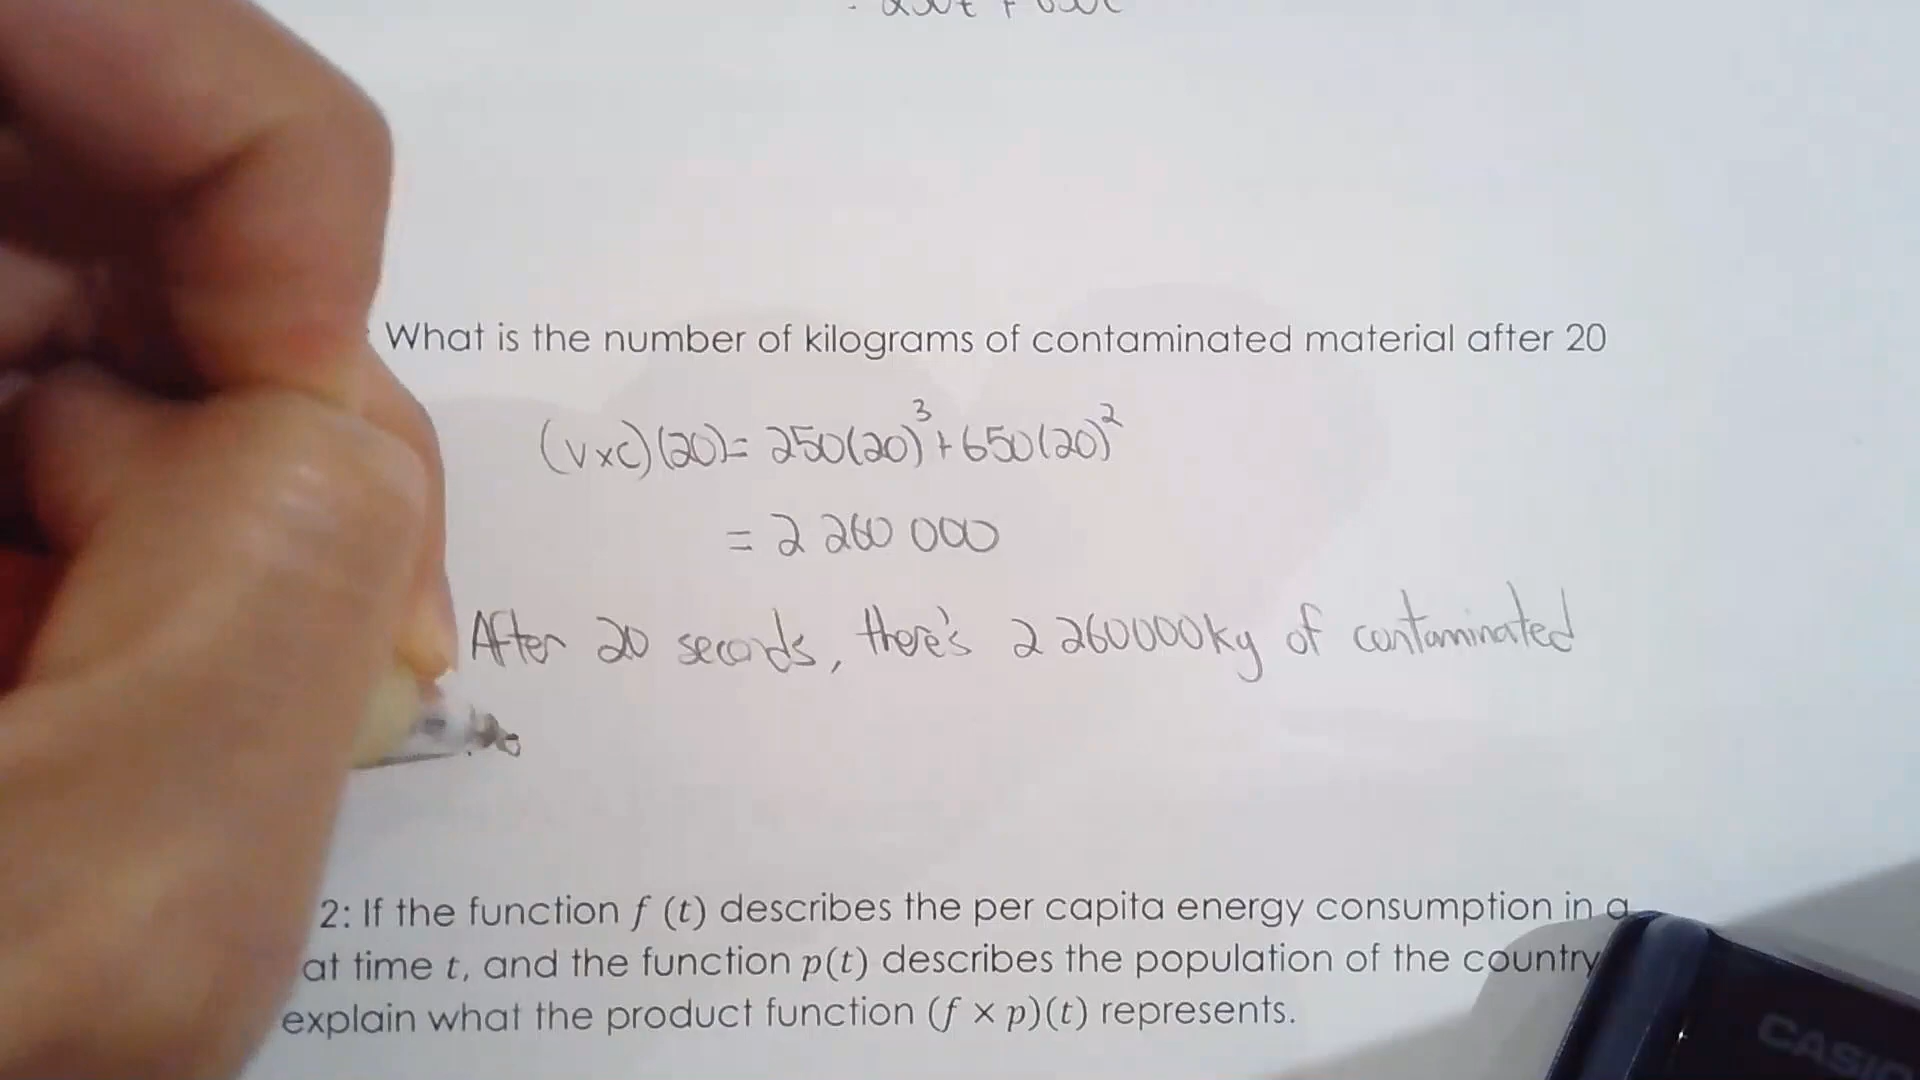 What is the number of kilograms of contaminated material after 20
(v×c)(20)= 250(20)³+650(20)²
= 2 260 000
After 20 seconds, there's 2 260000kg of contaminated
2: If the function f (t) describes the per capita energy consumption in a
at time t, and the function p(t) describes the population of the country
explain what the product function (f × p)(t) represents.
CASIO